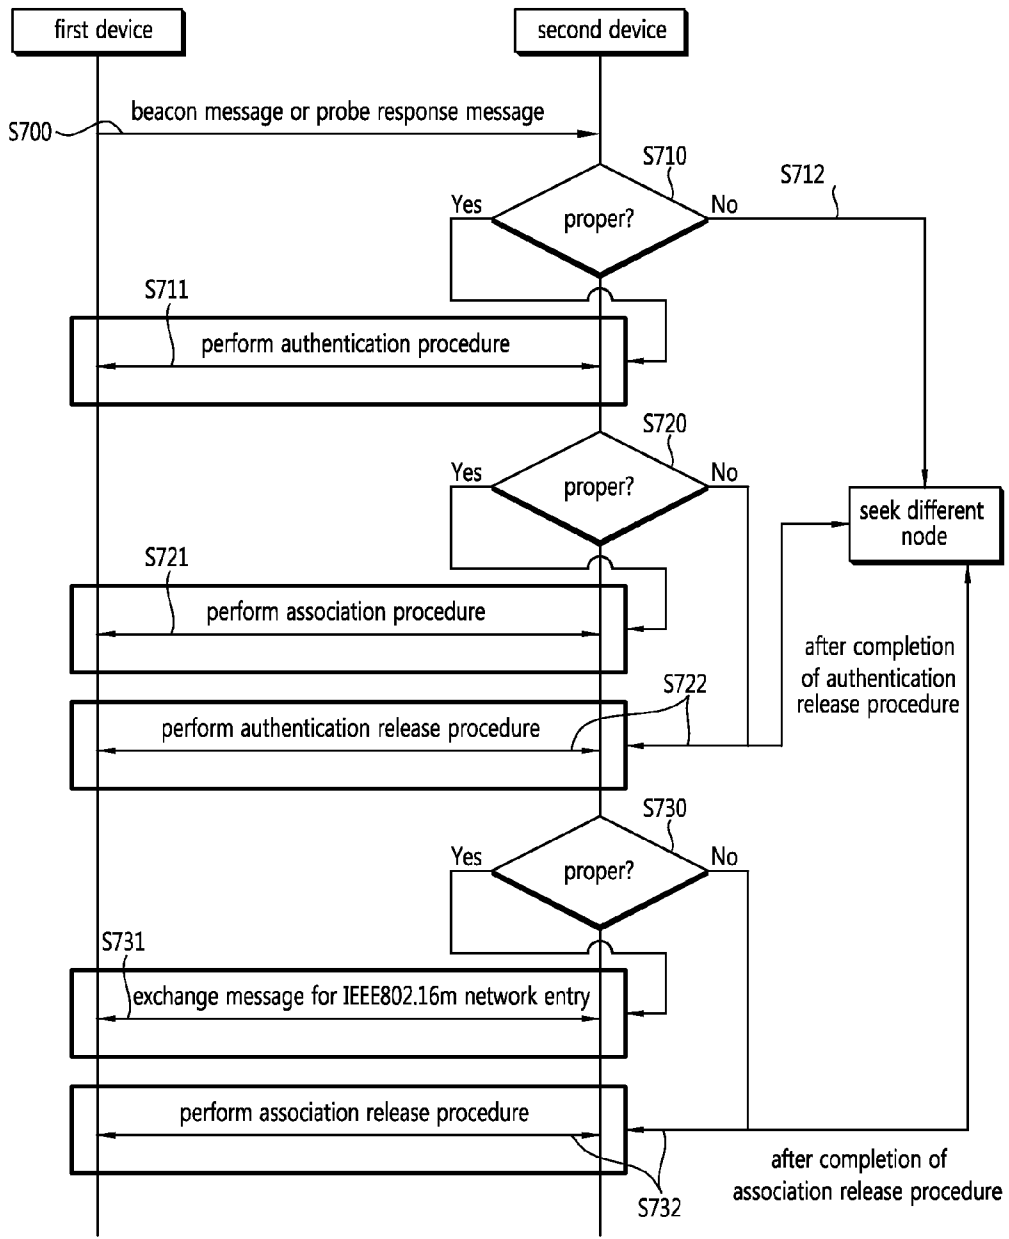 first device
second device
beacon message or probe response message
S700
S710
S712
Yes
proper?
No
S711
perform authentication procedure
S720
Yes
proper?
No
seek different
node
S721
perform association procedure
after completion
of authentication
release procedure
S722
perform authentication release procedure
S730
Yes
proper?
No
S731
exchange message for IEEE802.16m network entry
perform association release procedure
after completion of
association release procedure
S732